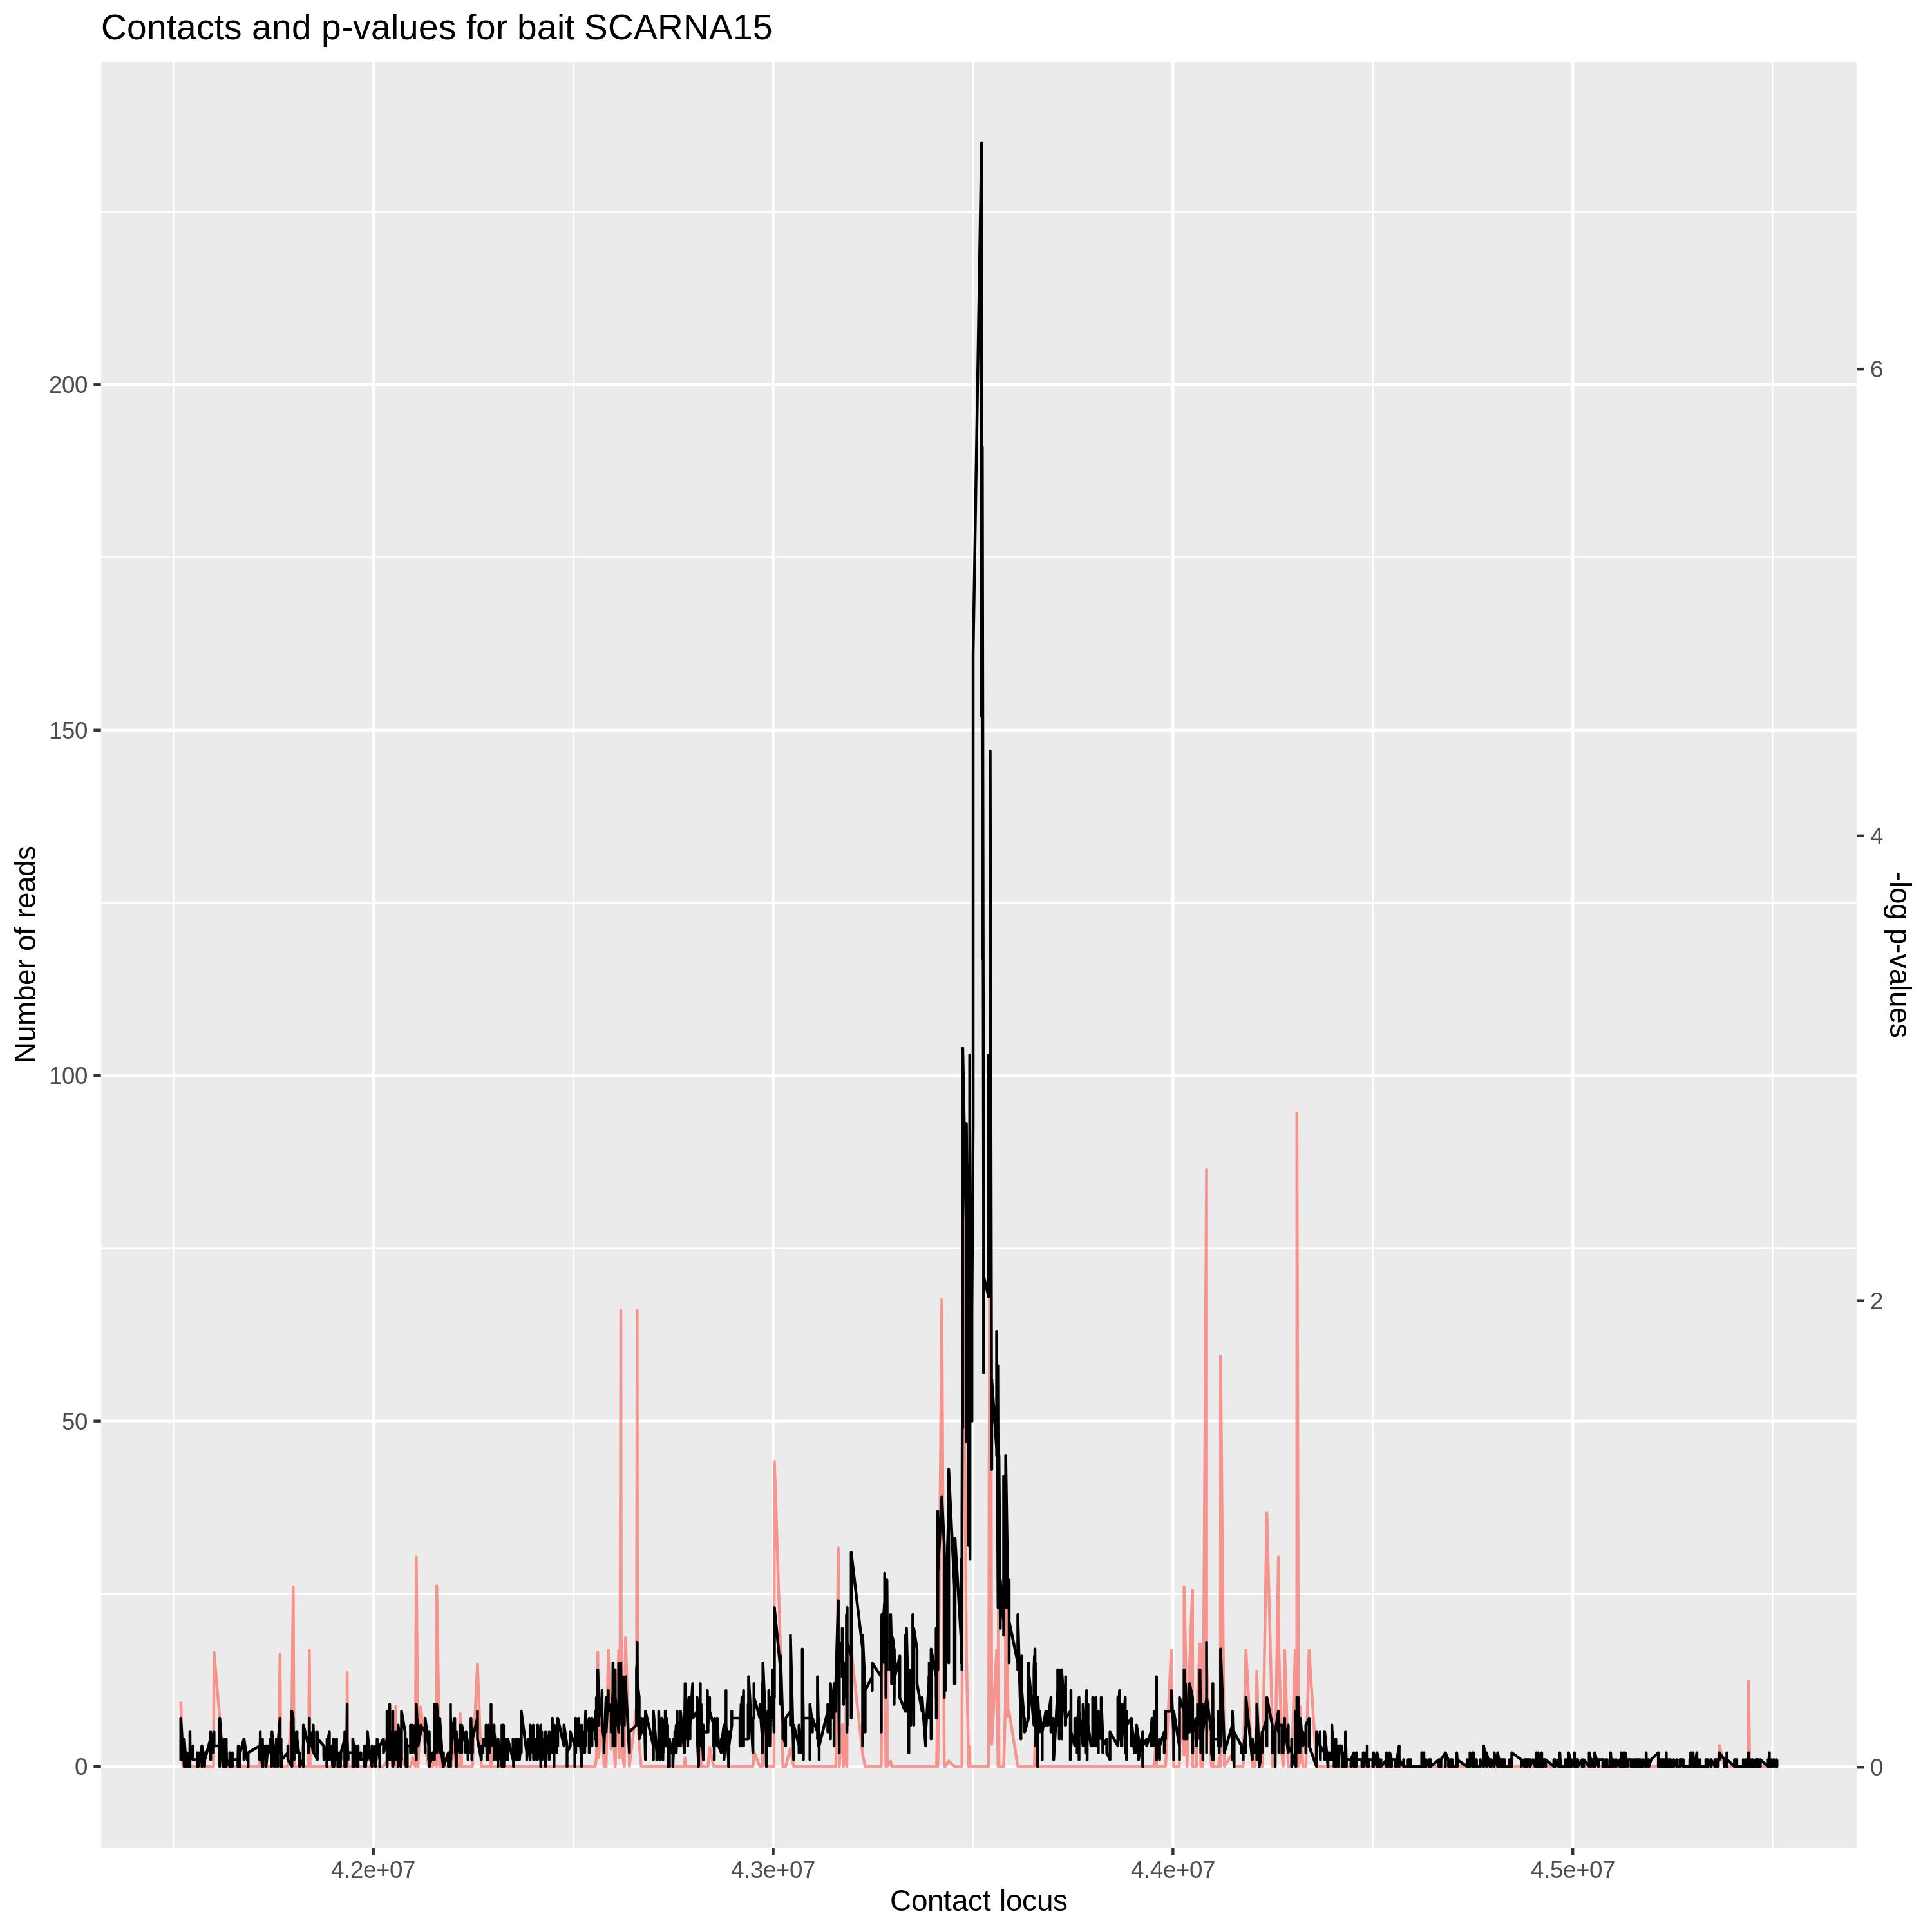 Contacts and p-values for bait SCARNA15
Number of reads
200
150
100
50
0
6
4
2
0
-log p-values
4.2e+07 4.3e+07 4.4e+07 4.5e+07
Contact locus